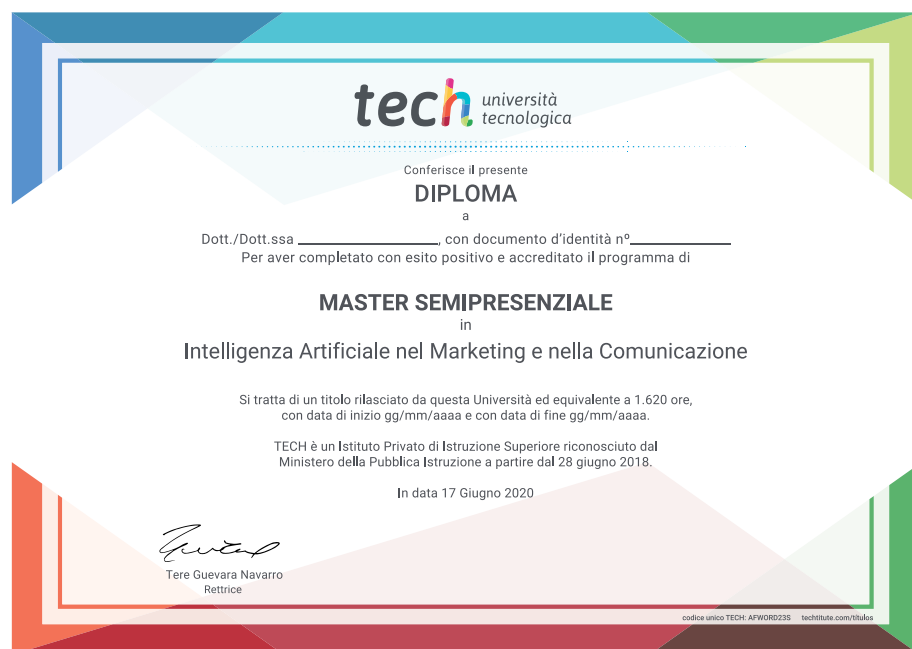 tech università
tecnologica
Conferisce il presente
DIPLOMA
a
Dott./Dott.ssa ____________________, con documento d'identità nº______________
Per aver completato con esito positivo e accreditato il programma di
MASTER SEMIPRESENZIALE
in
Intelligenza Artificiale nel Marketing e nella Comunicazione
Si tratta di un titolo rilasciato da questa Università ed equivalente a 1.620 ore,
con data di inizio gg/mm/aaaa e con data di fine gg/mm/aaaa.
TECH è un Istituto Privato di Istruzione Superiore riconosciuto dal
Ministero della Pubblica Istruzione a partire dal 28 giugno 2018.
In data 17 Giugno 2020
Tere Guevara Navarro
Rettrice
codice unico TECH: AFWORD23S techtitute.com/titulos